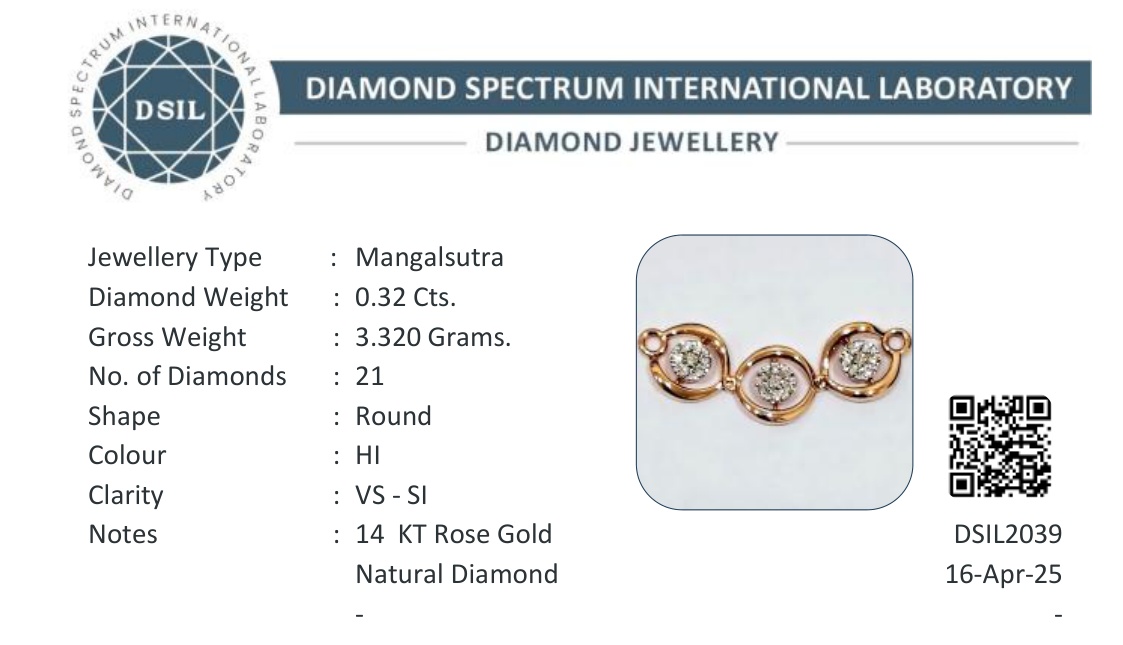 DIAMOND SPECTRUM INTERNATIONAL LABORATORY
DSIL
DIAMOND SPECTRUM INTERNATIONAL LABORATORY
DIAMOND JEWELLERY
Jewellery Type : Mangalsutra
Diamond Weight : 0.32 Cts.
Gross Weight : 3.320 Grams.
No. of Diamonds : 21
Shape : Round
Colour : HI
Clarity : VS - SI
Notes : 14 KT Rose Gold
DSIL2039
Natural Diamond
16-Apr-25
-
-